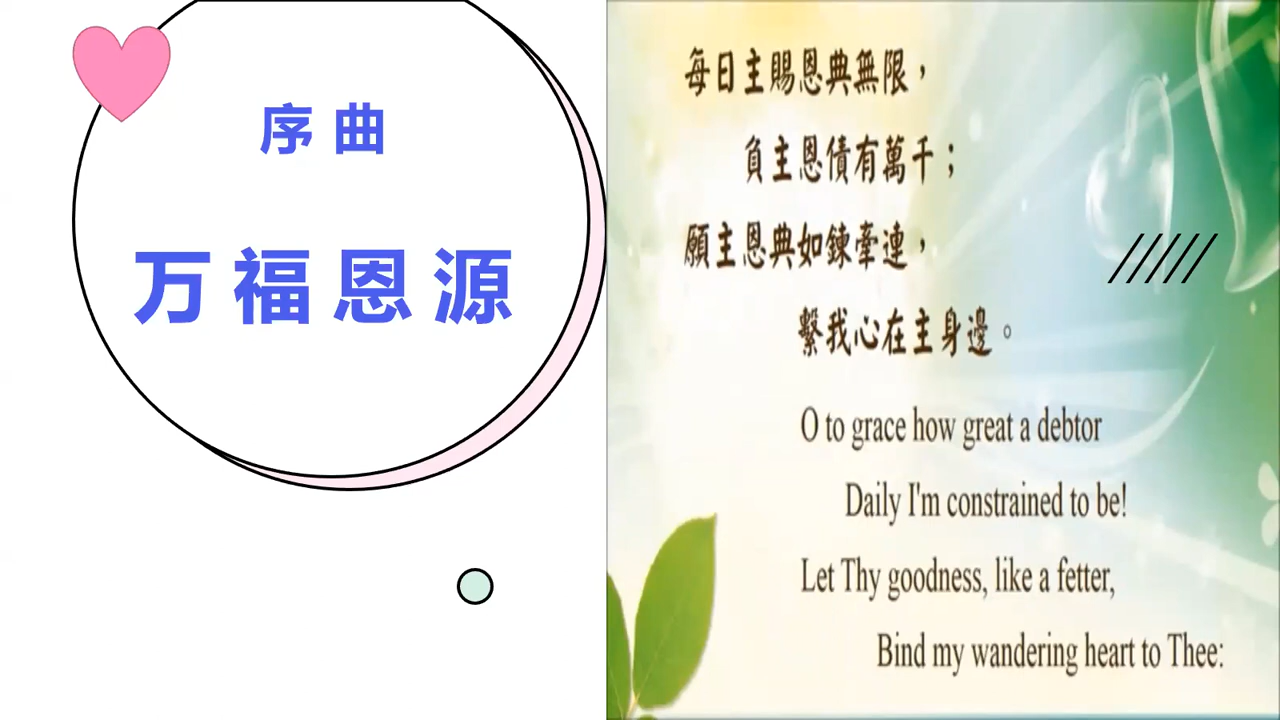 序曲
万福恩源
每日主賜恩典無限，
負主恩債有萬千；
願主恩典如鍊牽連，
繫我心在主身邊。
O to grace how great a debtor
Daily I'm constrained to be!
Let Thy goodness, like a fetter,
Bind my wandering heart to Thee: